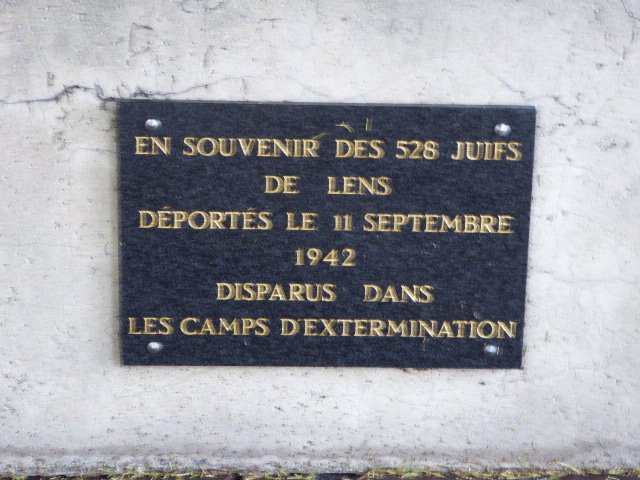 EN SOUVENIR DES 528 JUIFS
DE LENS
DÉPORTÉS LE 11 SEPTEMBRE
1942
DISPARUS DANS
LES CAMPS D'EXTERMINATION